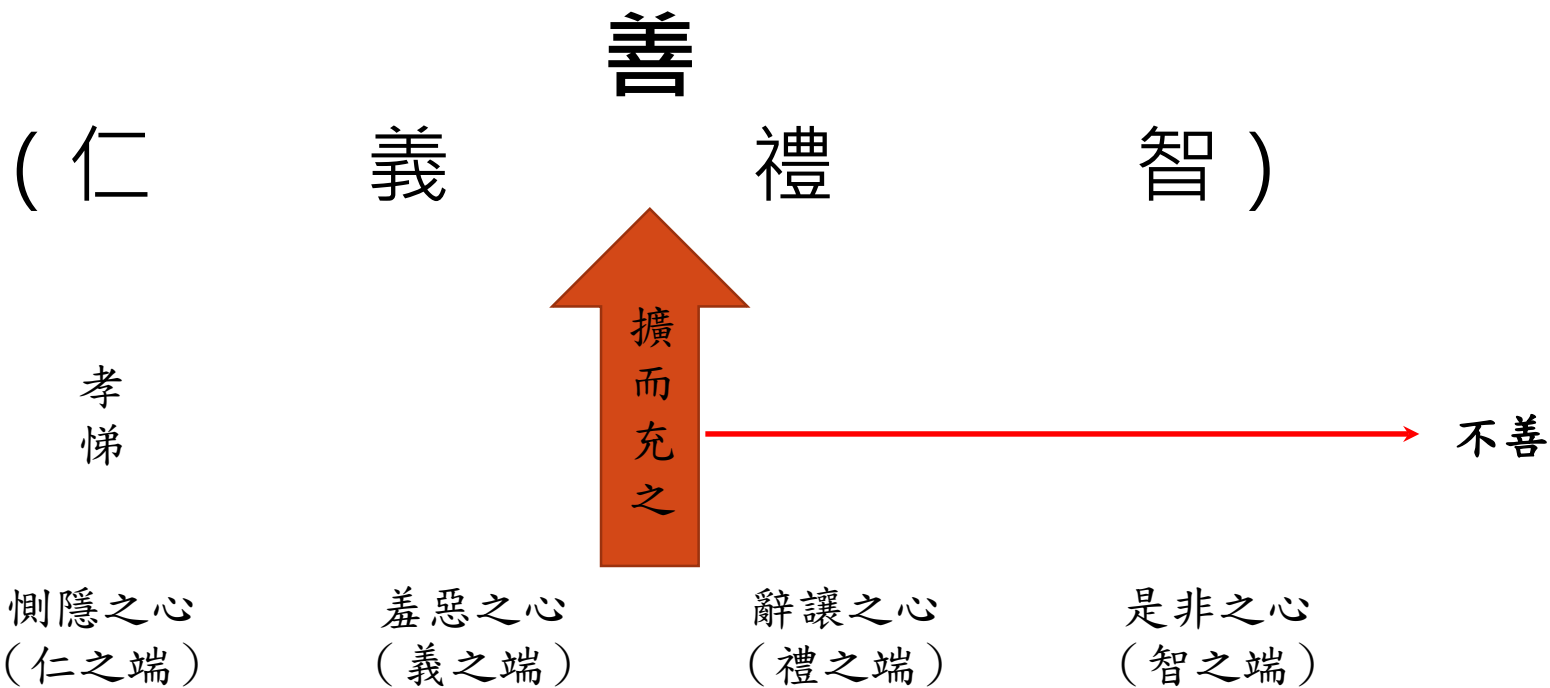 善
(仁 義 禮 智)
擴而充之
孝悌
不善
惻隱之心 羞惡之心 辭讓之心 是非之心
(仁之端) (義之端) (禮之端) (智之端)